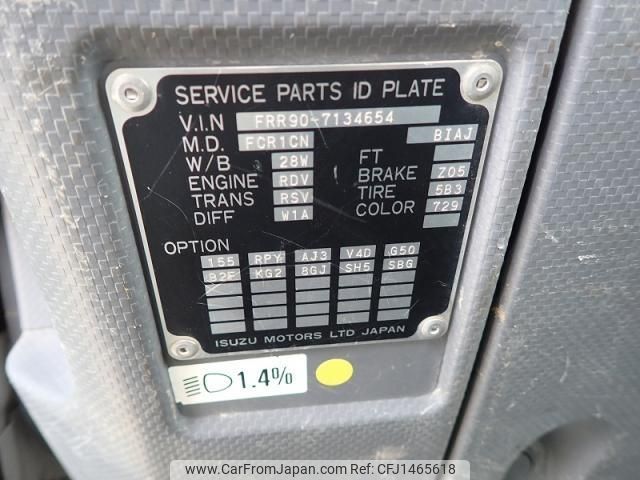 SERVICE PARTS ID PLATE
V.I.N FRR90-7134654
M.D. FCR1CN BIAJ
W/B 28W FT
ENGINE RDV BRAKE Z05
TRANS RSV TIRE 5B3
DIFF W1A COLOR 729
OPTION
155 RPY AJ3 V4D G50
B2F KG2 8GJ SH5 SBG
ISUZU MOTORS LTD JAPAN
1.4%
www.CarFromJapan.com | CFJ1465618